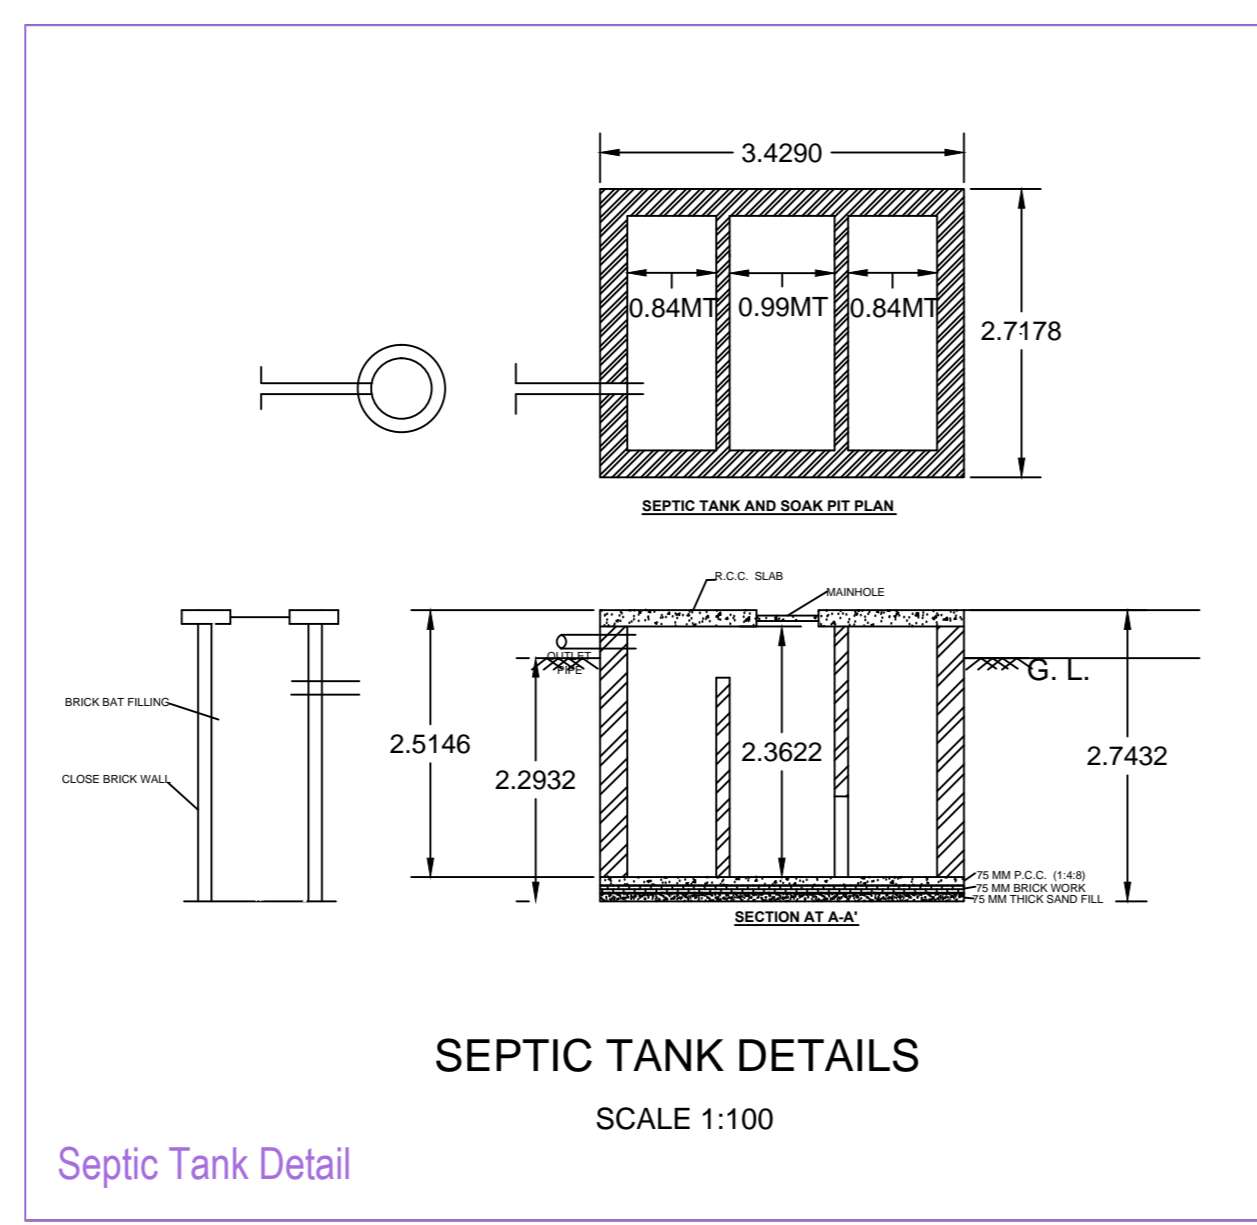 3.4290
0.84MT
0.99MT
0.84MT
2.7178
SEPTIC TANK AND SOAK PIT PLAN
R.C.C. SLAB
MAINHOLE
OUTLET
PIPE
G. L.
BRICK BAT FILLING
CLOSE BRICK WALL
2.5146
2.2932
2.3622
2.7432
75 MM P.C.C. (1:4:8)
75 MM BRICK WORK
75 MM THICK SAND FILL
SECTION AT A-A'
SEPTIC TANK DETAILS
SCALE 1:100
Septic Tank Detail